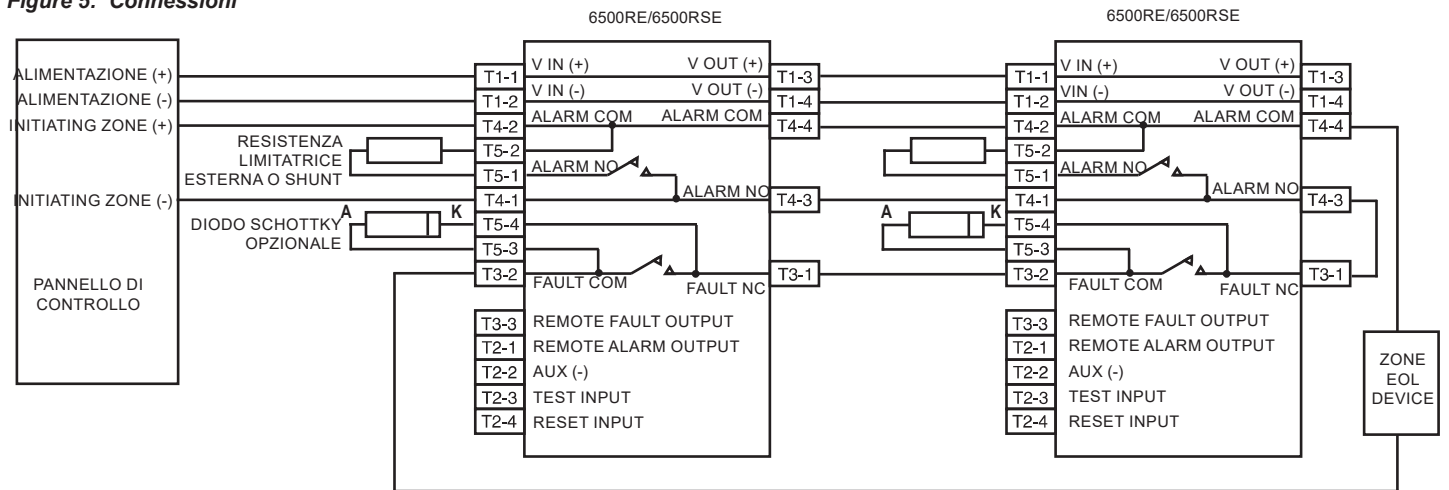 Figure 5: Connessioni
6500RE/6500RSE
6500RE/6500RSE
ALIMENTAZIONE (+)
ALIMENTAZIONE (-)
INITIATING ZONE (+)
INITIATING ZONE (-)
PANNELLO DI
CONTROLLO
RESISTENZA
LIMITATRICE
ESTERNA O SHUNT
DIODO SCHOTTKY
OPZIONALE
A
K
T1-1
T1-2
T4-2
T5-2
T5-1
T4-1
T5-4
T5-3
T3-2
T3-3
T2-1
T2-2
T2-3
T2-4
V IN (+)
V OUT (+)
V IN (-)
V OUT (-)
ALARM COM
ALARM COM
ALARM NO
ALARM NO
FAULT COM
FAULT NC
REMOTE FAULT OUTPUT
REMOTE ALARM OUTPUT
AUX (-)
TEST INPUT
RESET INPUT
T1-3
T1-4
T4-4
T4-3
T3-1
A
K
T1-1
T1-2
T4-2
T5-2
T5-1
T4-1
T5-4
T5-3
T3-2
T3-3
T2-1
T2-2
T2-3
T2-4
V IN (+)
V OUT (+)
VIN (-)
V OUT (-)
ALARM COM
ALARM COM
ALARM NO
ALARM NO
FAULT COM
FAULT NC
REMOTE FAULT OUTPUT
REMOTE ALARM OUTPUT
AUX (-)
TEST INPUT
RESET INPUT
T1-3
T1-4
T4-4
T4-3
T3-1
ZONE
EOL
DEVICE